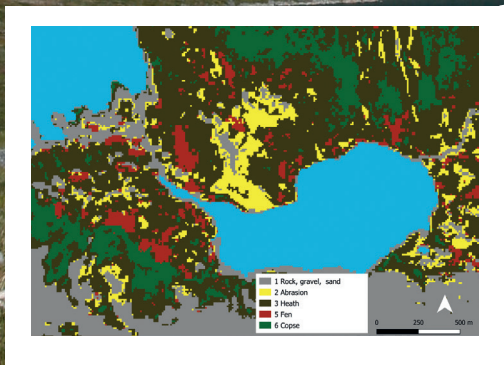 1 Rock, gravel, sand
2 Abrasion
3 Heath
5 Fen
6 Copse
0 250 500 m